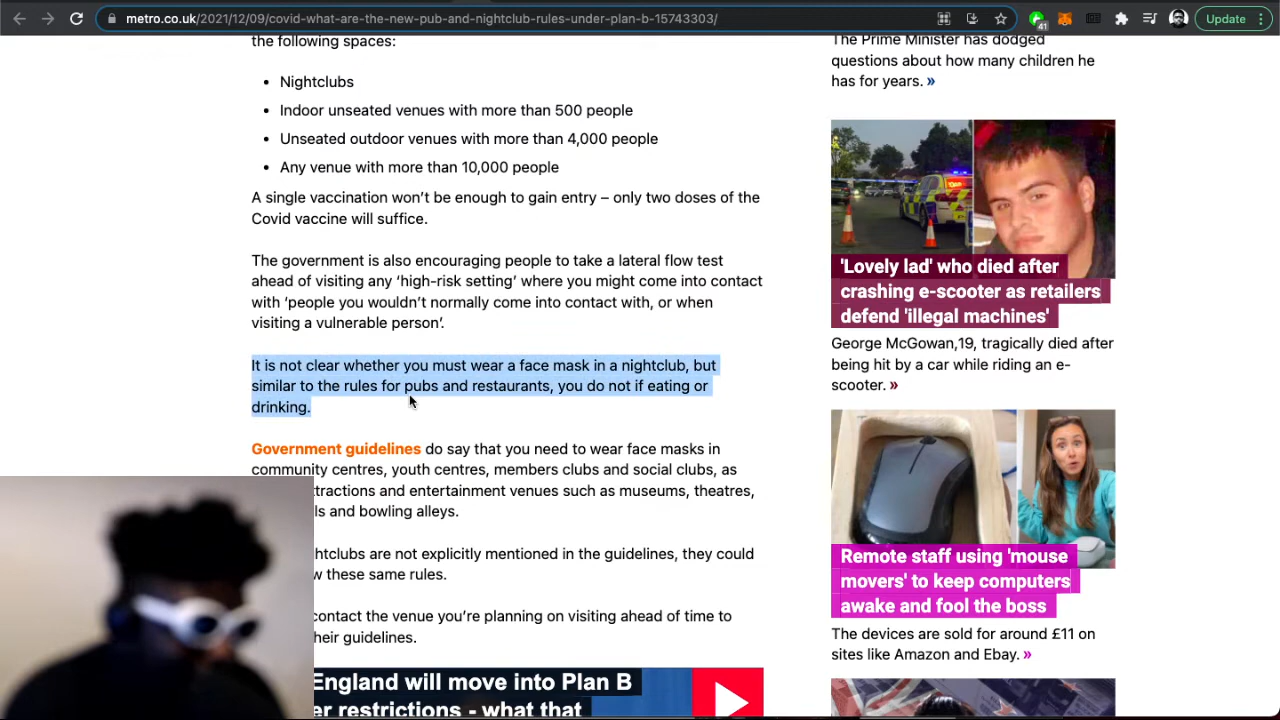 metro.co.uk/2021/12/09/covid-what-are-the-new-pub-and-nightclub-rules-under-plan-b-15743303/
41
Update
the following spaces:
Nightclubs
Indoor unseated venues with more than 500 people
Unseated outdoor venues with more than 4,000 people
Any venue with more than 10,000 people
A single vaccination won’t be enough to gain entry – only two doses of the
Covid vaccine will suffice.
The government is also encouraging people to take a lateral flow test
ahead of visiting any ‘high-risk setting’ where you might come into contact
with ‘people you wouldn’t normally come into contact with, or when
visiting a vulnerable person’.
It is not clear whether you must wear a face mask in a nightclub, but
similar to the rules for pubs and restaurants, you do not if eating or
drinking.
Government guidelines do say that you need to wear face masks in
community centres, youth centres, members clubs and social clubs, as
attractions and entertainment venues such as museums, theatres,
and bowling alleys.
are not explicitly mentioned in the guidelines, they could
these same rules.
contact the venue you’re planning on visiting ahead of time to
guidelines.
England will move into Plan B
restrictions - what that
The Prime Minister has dodged
questions about how many children he
has for years. »
'Lovely lad' who died after
crashing e-scooter as retailers
defend 'illegal machines'
George McGowan,19, tragically died after
being hit by a car while riding an e-
scooter. »
Remote staff using 'mouse
movers' to keep computers
awake and fool the boss
The devices are sold for around £11 on
sites like Amazon and Ebay. »